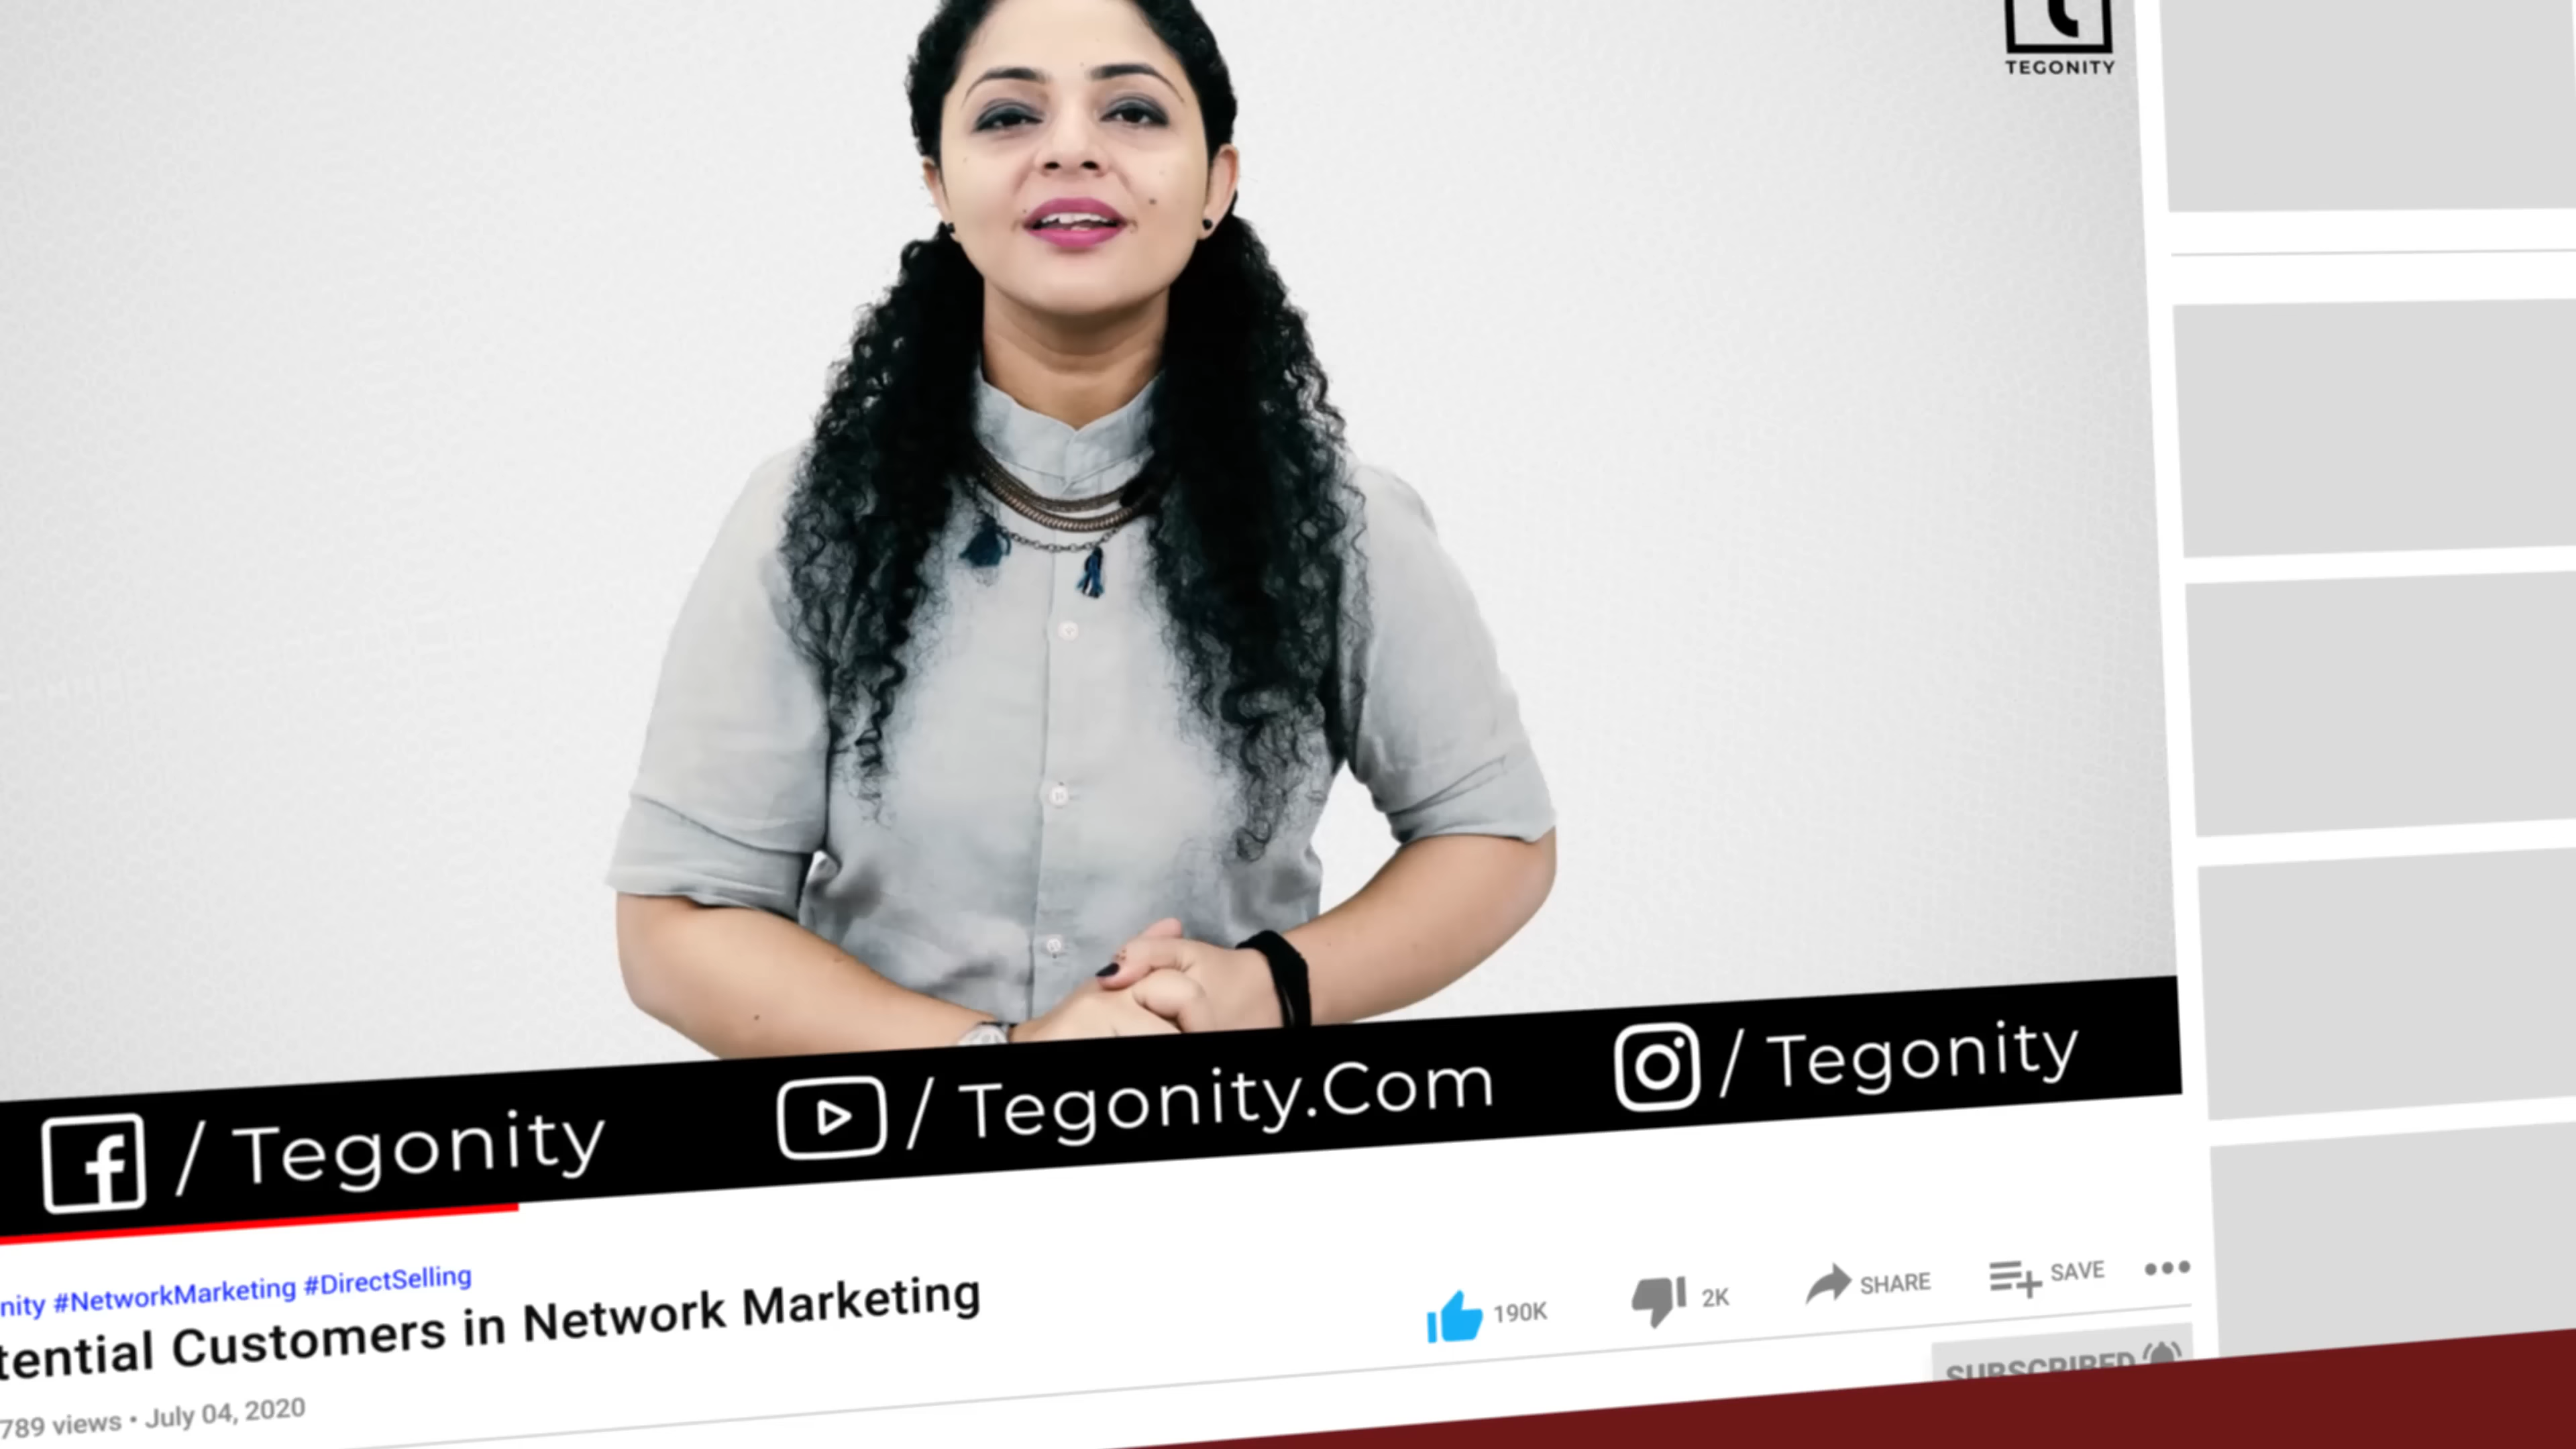 TEGONITY
/ Tegonity
/ Tegonity.Com
/ Tegonity
nity #NetworkMarketing #DirectSelling
tential Customers in Network Marketing
190K
2K
SHARE
SAVE
789 views • July 04, 2020
SUBSCRIBED